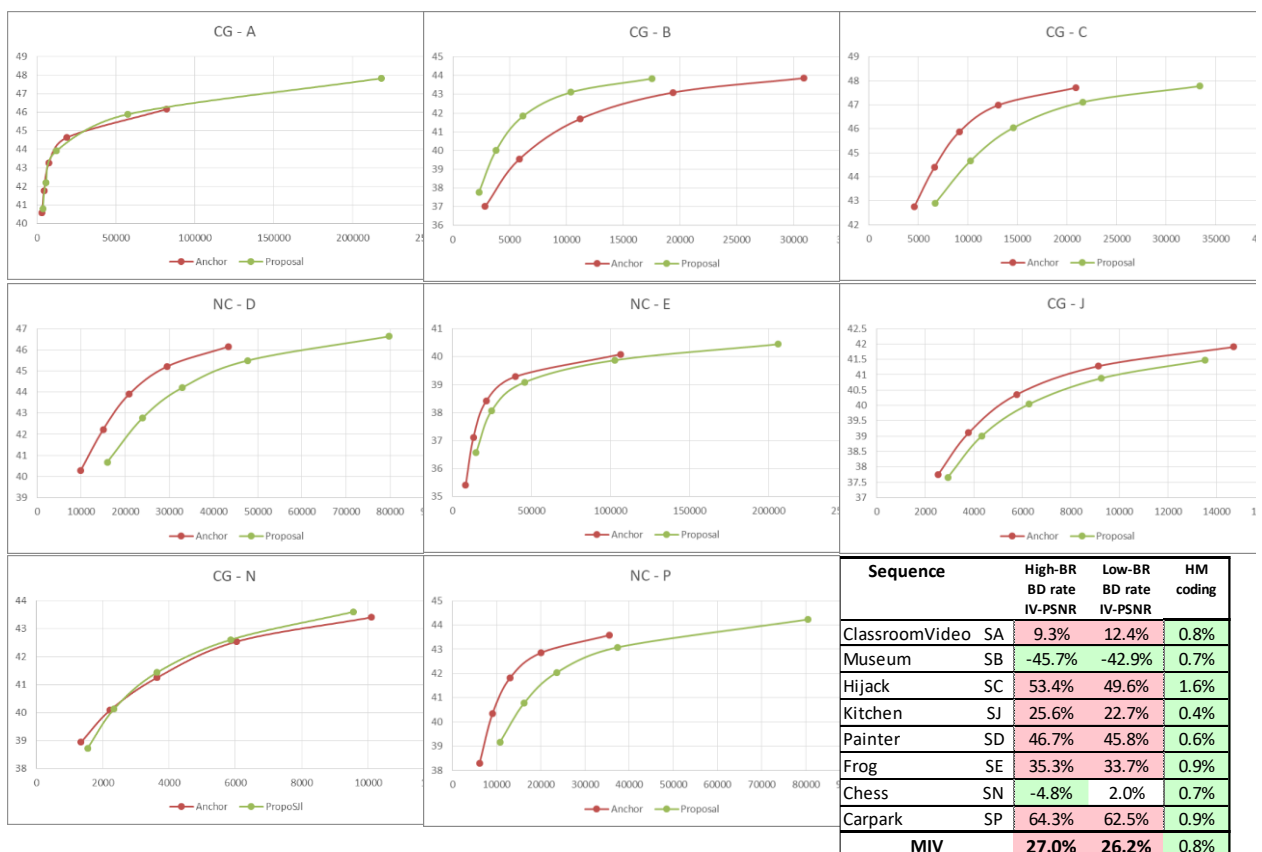 CG - A
49
48
47
46
45
44
43
42
41
40
0 50000 100000 150000 200000 25
Anchor Proposal
CG - B
45
44
43
42
41
40
39
38
37
36
0 5000 10000 15000 20000 25000 30000
Anchor Proposal
CG - C
49
48
47
46
45
44
43
42
0 5000 10000 15000 20000 25000 30000 35000
Anchor Proposal
NC - D
47
46
45
44
43
42
41
40
39
0 10000 20000 30000 40000 50000 60000 70000 80000
Anchor Proposal
NC - E
41
40
39
38
37
36
35
0 50000 100000 150000 200000 25
Anchor Proposal
CG - J
42.5
42
41.5
41
40.5
40
39.5
39
38.5
38
37.5
37
0 2000 4000 6000 8000 10000 12000 14000 1
Anchor Proposal
CG - N
44
43
42
41
40
39
38
0 2000 4000 6000 8000 10000
Anchor PropoSJl
NC - P
45
44
43
42
41
40
39
38
0 10000 20000 30000 40000 50000 60000 70000 80000
Anchor Proposal
Sequence High-BR Low-BR HM
BD rate BD rate coding
IV-PSNR IV-PSNR
ClassroomVideo SA 9.3% 12.4% 0.8%
Museum SB -45.7% -42.9% 0.7%
Hijack SC 53.4% 49.6% 1.6%
Kitchen SJ 25.6% 22.7% 0.4%
Painter SD 46.7% 45.8% 0.6%
Frog SE 35.3% 33.7% 0.9%
Chess SN -4.8% 2.0% 0.7%
Carpark SP 64.3% 62.5% 0.9%
MIV 27.0% 26.2% 0.8%